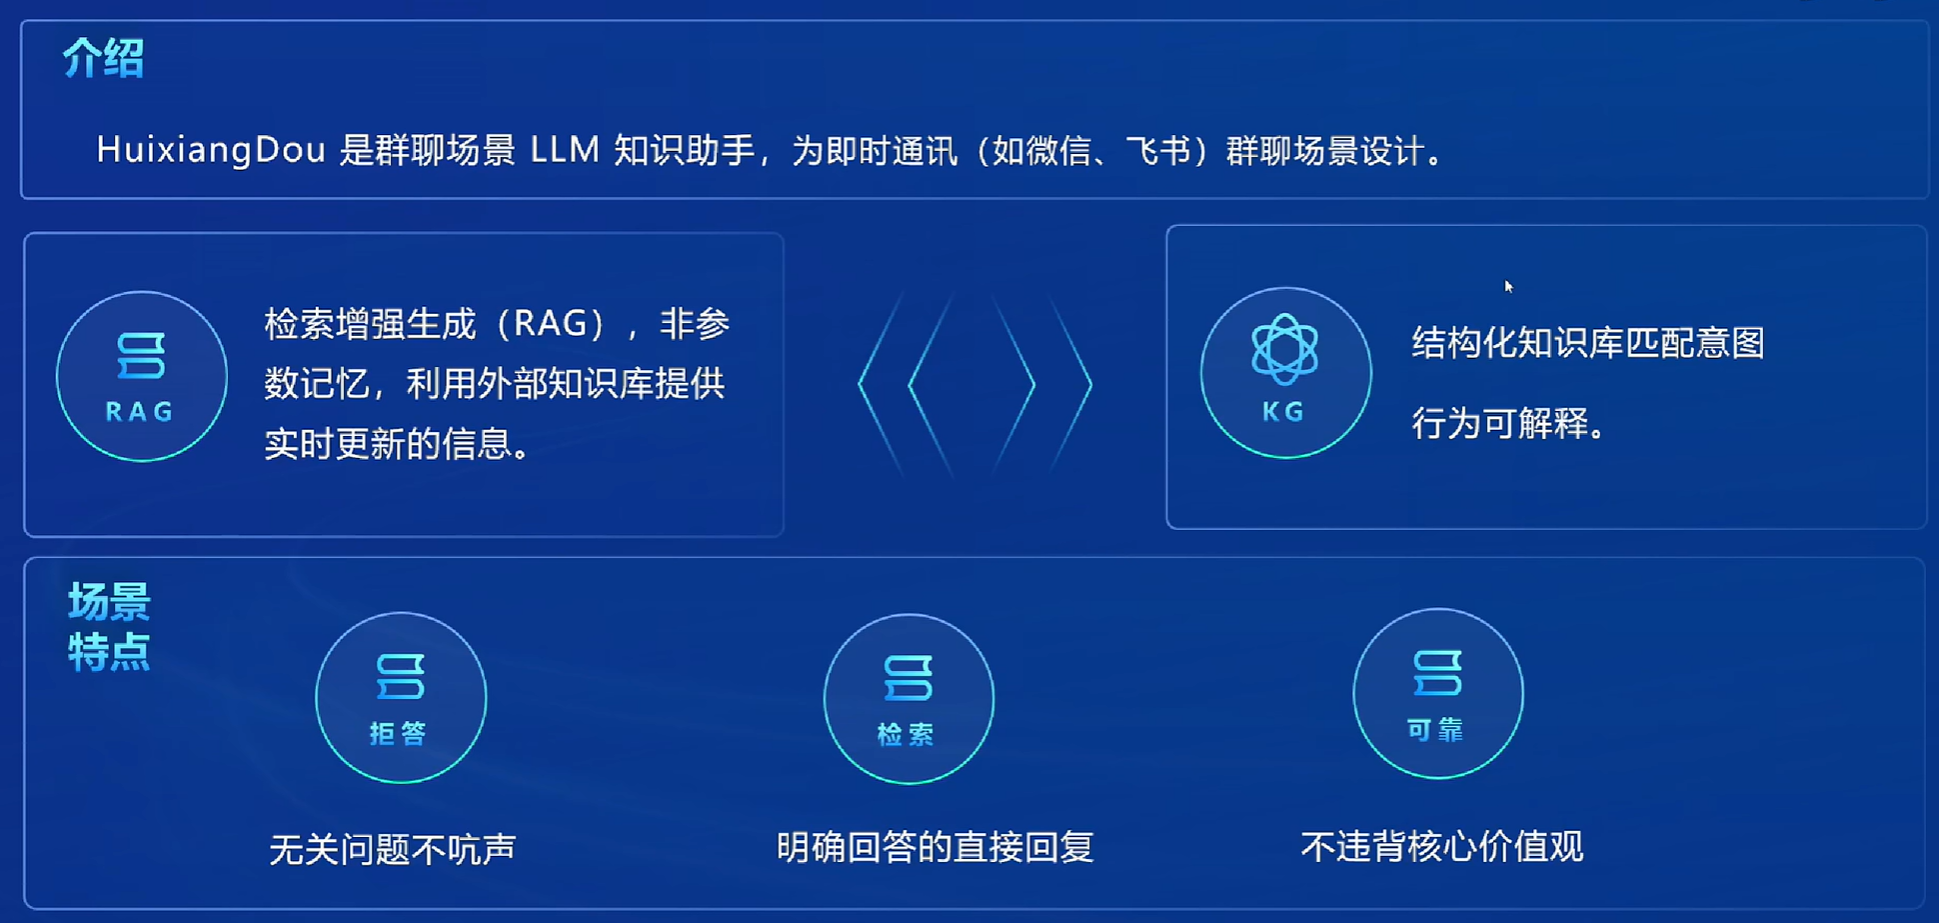 介绍
HuixiangDou 是群聊场景 LLM 知识助手，为即时通讯（如微信、飞书）群聊场景设计。
RAG
检索增强生成（RAG），非参
数记忆，利用外部知识库提供
实时更新的信息。
KG
结构化知识库匹配意图
行为可解释。
场景
特点
拒答
无关问题不吭声
检索
明确回答的直接回复
可靠
不违背核心价值观